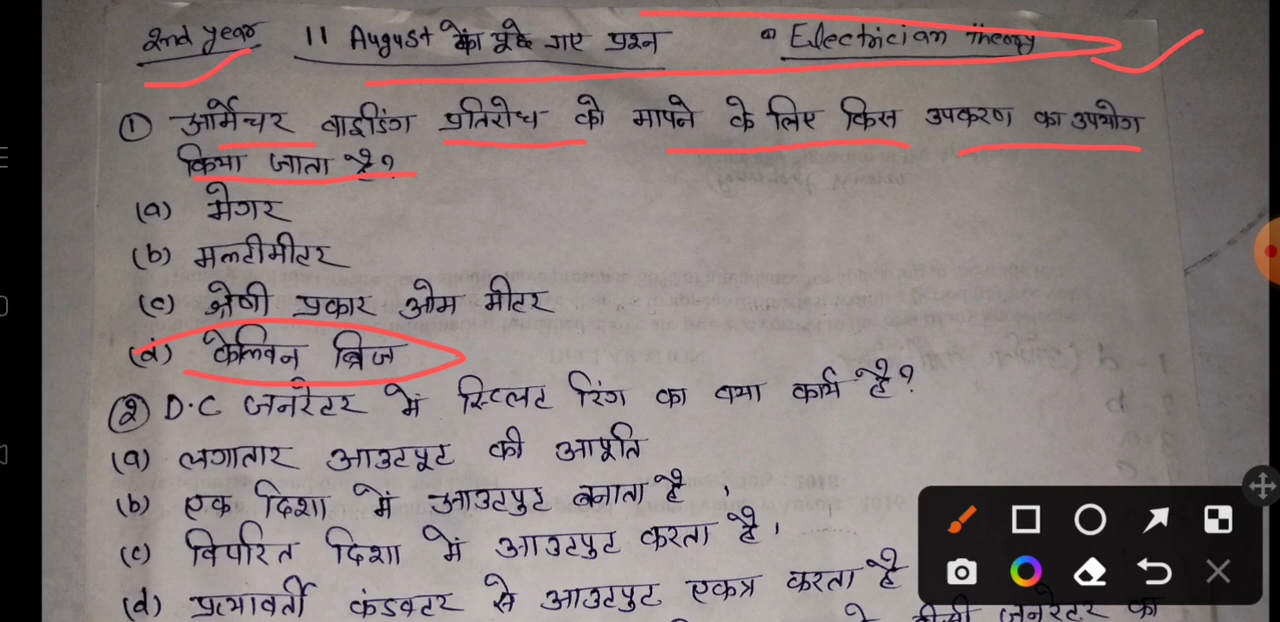 2nd year 11 August का पूछे गए प्रश्न Electrician Theory
① आर्मेचर वाइंडिंग प्रतिरोध को मापने के लिए किस उपकरण का उपयोग
किया जाता है?
(a) मेगर
(b) मल्टीमीटर
(c) श्रेणी प्रकार ओम मीटर
(d) केल्विन ब्रिज
② D.C जनरेटर में स्प्लिट रिंग का क्या कार्य है?
(a) लगातार आउटपूट की आपूर्ति
(b) एक दिशा में आउटपुट बनाता है।
(c) विपरित दिशा में आउटपुट करता है।
(d) प्रत्यावर्ती कंडक्टर से आउटपुट एकत्र करता है
जनरेटर का